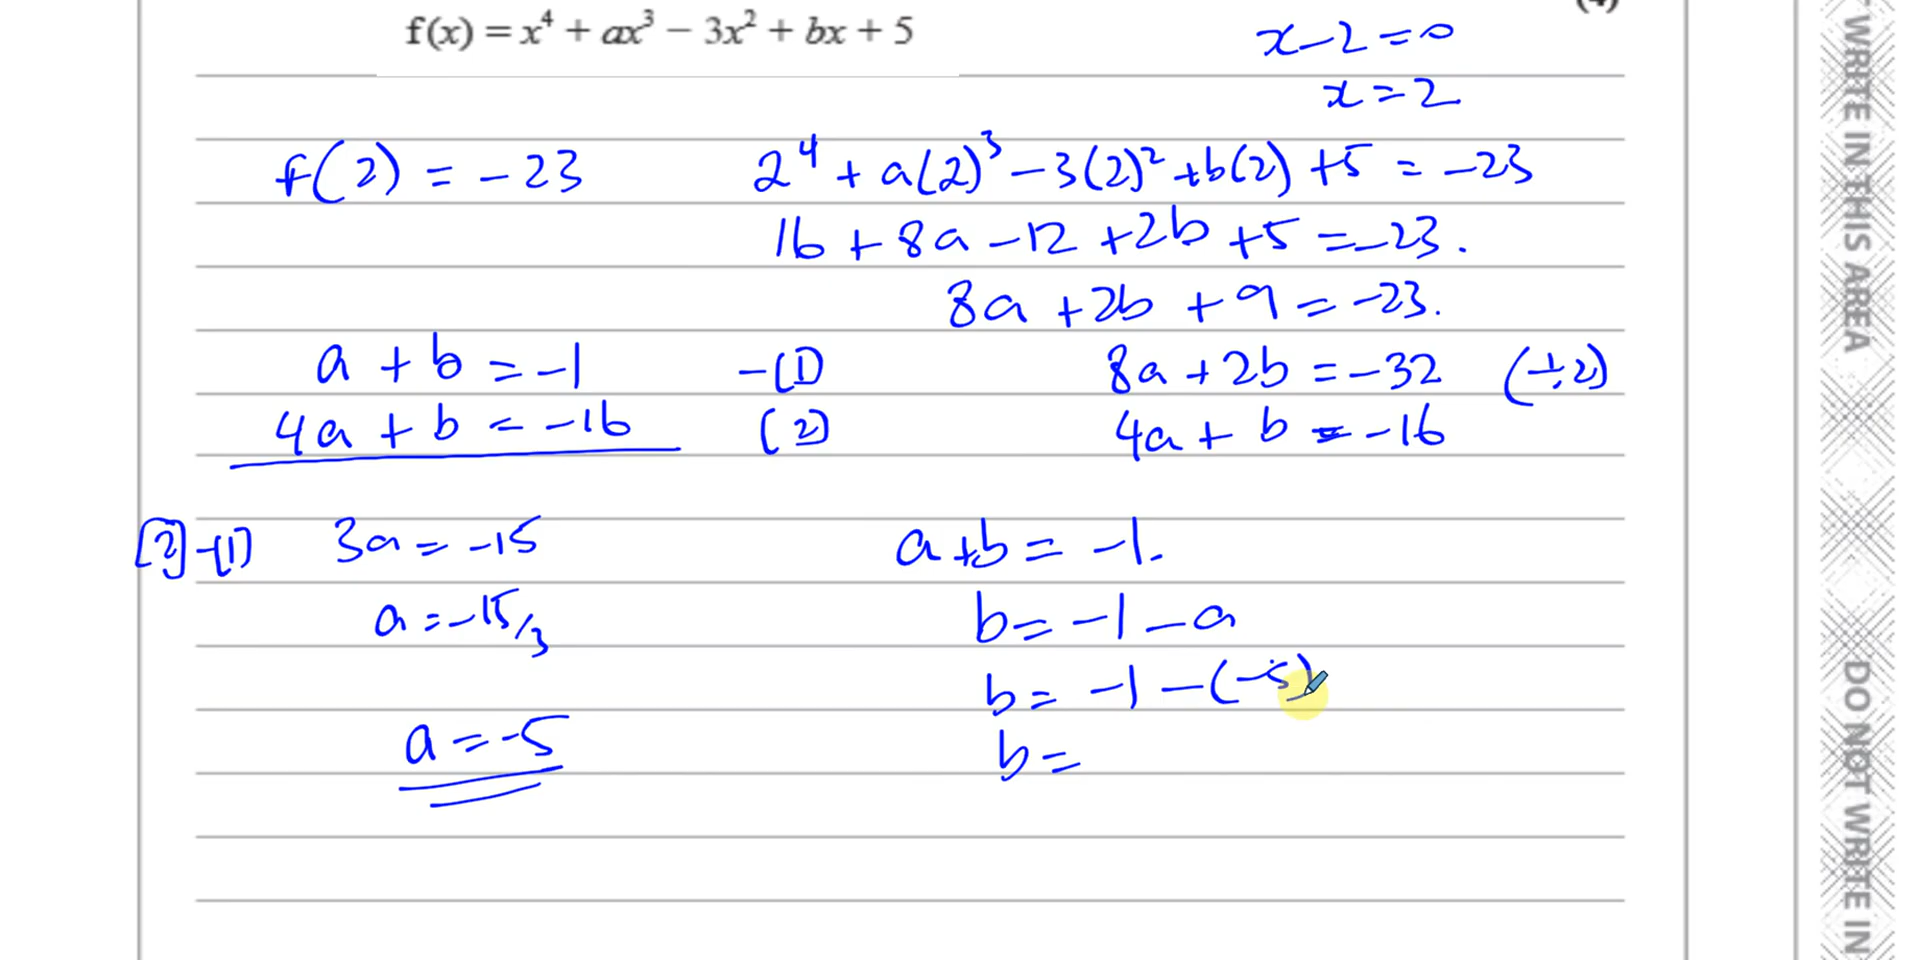 f(x) = x⁴ + ax³ − 3x² + bx + 5
x−2=0
x=2
f(2) = −23
2⁴ + a(2)³ − 3(2)² + b(2) + 5 = −23
16 + 8a − 12 + 2b + 5 = −23.
8a + 2b + 9 = −23.
a + b = −1 −(1)
8a + 2b = −32 (÷2)
4a + b = −16 (2)
4a + b = −16
[2]−(1) 3a = −15
a = −15/3
a = −5
a + b = −1.
b = −1 − a
b = −1 − (−5)
b =
WRITE IN THIS AREA
DO NOT WRITE IN